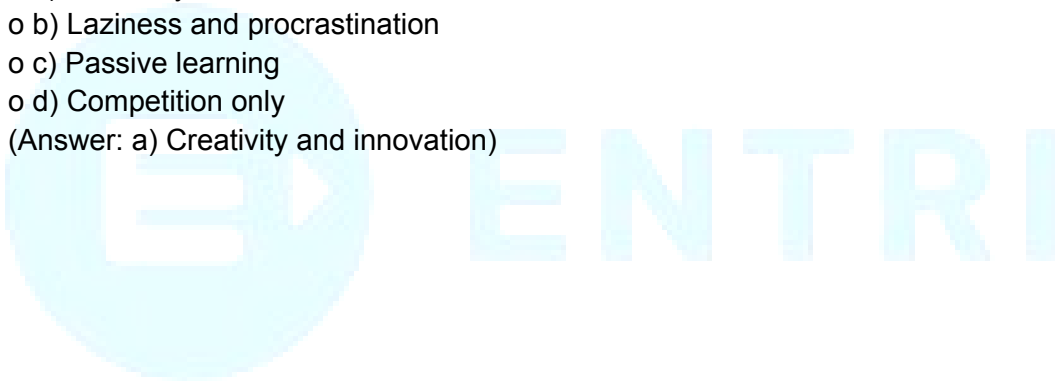 o b) Laziness and procrastination
o c) Passive learning
o d) Competition only
(Answer: a) Creativity and innovation)
ENTRI